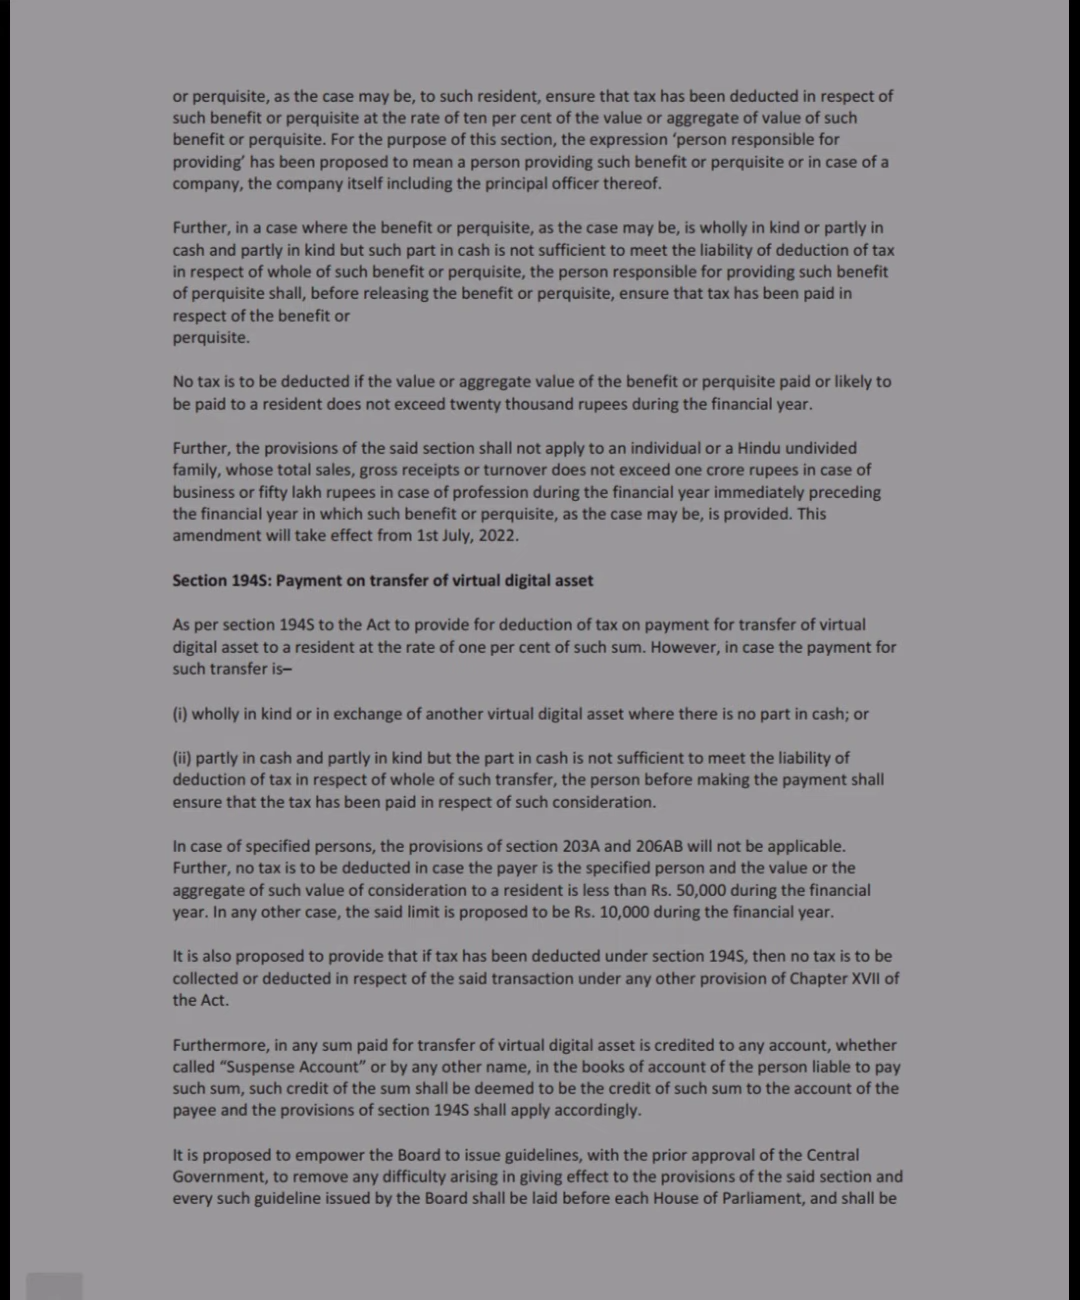 or perquisite, as the case may be, to such resident, ensure that tax has been deducted in respect of
such benefit or perquisite at the rate of ten per cent of the value or aggregate of value of such
benefit or perquisite. For the purpose of this section, the expression ‘person responsible for
providing’ has been proposed to mean a person providing such benefit or perquisite or in case of a
company, the company itself including the principal officer thereof.
Further, in a case where the benefit or perquisite, as the case may be, is wholly in kind or partly in
cash and partly in kind but such part in cash is not sufficient to meet the liability of deduction of tax
in respect of whole of such benefit or perquisite, the person responsible for providing such benefit
of perquisite shall, before releasing the benefit or perquisite, ensure that tax has been paid in
respect of the benefit or
perquisite.
No tax is to be deducted if the value or aggregate value of the benefit or perquisite paid or likely to
be paid to a resident does not exceed twenty thousand rupees during the financial year.
Further, the provisions of the said section shall not apply to an individual or a Hindu undivided
family, whose total sales, gross receipts or turnover does not exceed one crore rupees in case of
business or fifty lakh rupees in case of profession during the financial year immediately preceding
the financial year in which such benefit or perquisite, as the case may be, is provided. This
amendment will take effect from 1st July, 2022.
Section 194S: Payment on transfer of virtual digital asset
As per section 194S to the Act to provide for deduction of tax on payment for transfer of virtual
digital asset to a resident at the rate of one per cent of such sum. However, in case the payment for
such transfer is–
(i) wholly in kind or in exchange of another virtual digital asset where there is no part in cash; or
(ii) partly in cash and partly in kind but the part in cash is not sufficient to meet the liability of
deduction of tax in respect of whole of such transfer, the person before making the payment shall
ensure that the tax has been paid in respect of such consideration.
In case of specified persons, the provisions of section 203A and 206AB will not be applicable.
Further, no tax is to be deducted in case the payer is the specified person and the value or the
aggregate of such value of consideration to a resident is less than Rs. 50,000 during the financial
year. In any other case, the said limit is proposed to be Rs. 10,000 during the financial year.
It is also proposed to provide that if tax has been deducted under section 194S, then no tax is to be
collected or deducted in respect of the said transaction under any other provision of Chapter XVII of
the Act.
Furthermore, in any sum paid for transfer of virtual digital asset is credited to any account, whether
called “Suspense Account” or by any other name, in the books of account of the person liable to pay
such sum, such credit of the sum shall be deemed to be the credit of such sum to the account of the
payee and the provisions of section 194S shall apply accordingly.
It is proposed to empower the Board to issue guidelines, with the prior approval of the Central
Government, to remove any difficulty arising in giving effect to the provisions of the said section and
every such guideline issued by the Board shall be laid before each House of Parliament, and shall be